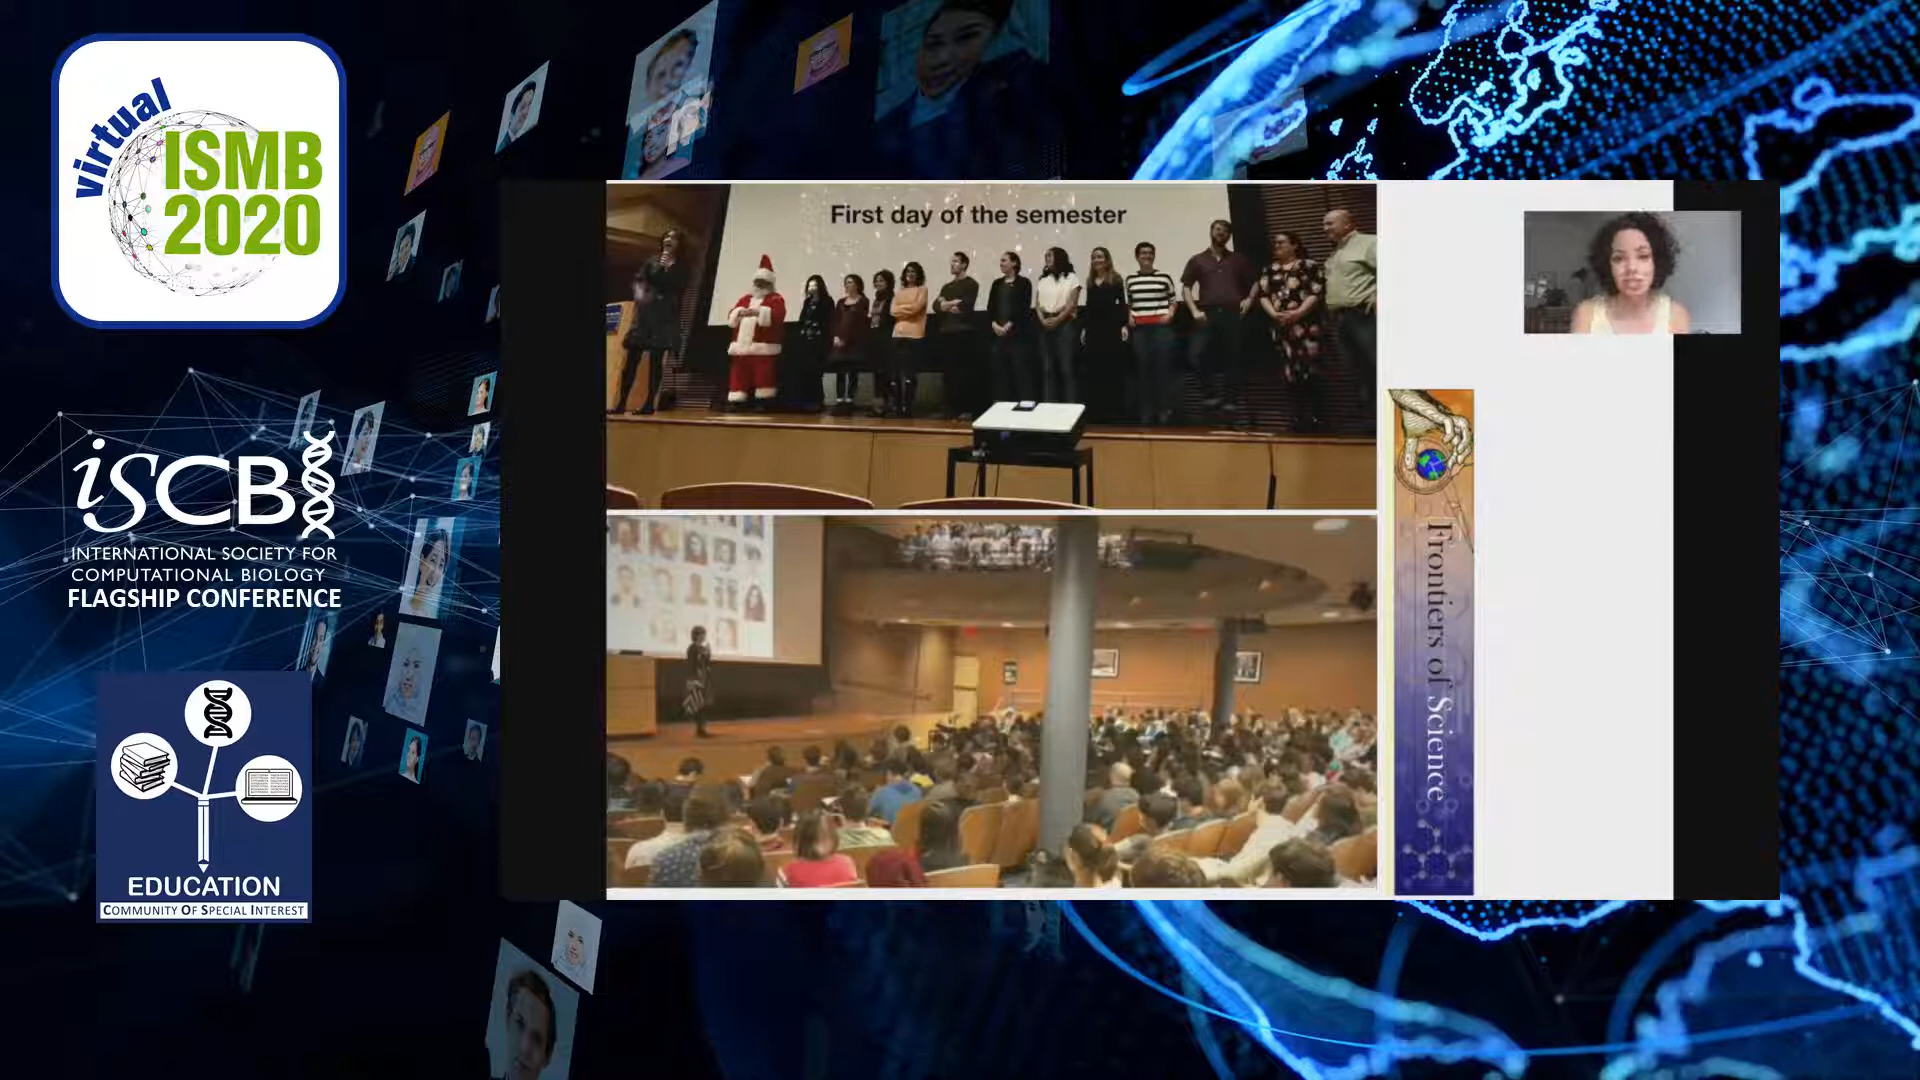 virtual
ISMB
2020
iSCB
INTERNATIONAL SOCIETY FOR
COMPUTATIONAL BIOLOGY
FLAGSHIP CONFERENCE
EDUCATION
COMMUNITY OF SPECIAL INTEREST
First day of the semester
Frontiers of Science